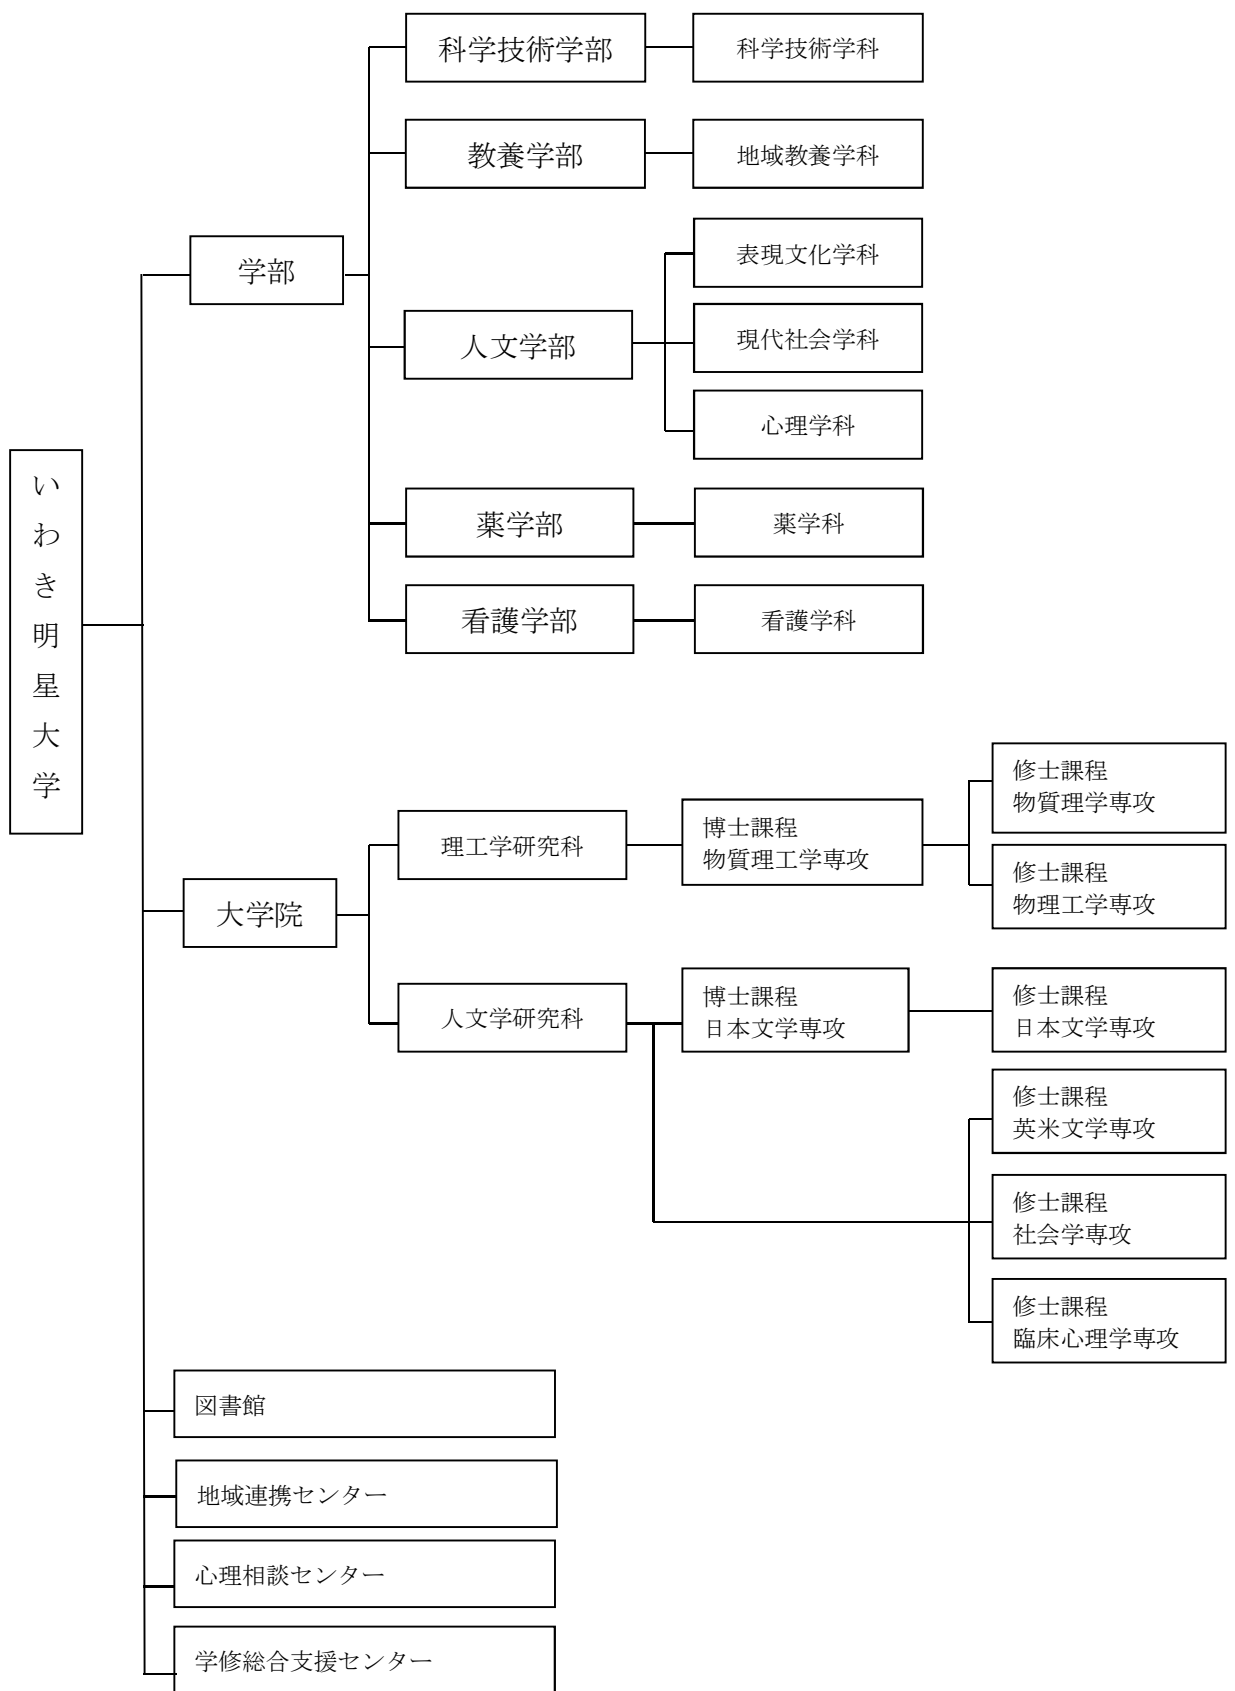 いわき明星大学
学部
科学技術学部
科学技術学科
教養学部
地域教養学科
人文学部
表現文化学科
現代社会学科
心理学科
薬学部
薬学科
看護学部
看護学科
大学院
理工学研究科
博士課程
物質理工学専攻
修士課程
物質理学専攻
修士課程
物理工学専攻
人文学研究科
博士課程
日本文学専攻
修士課程
日本文学専攻
修士課程
英米文学専攻
修士課程
社会学専攻
修士課程
臨床心理学専攻
図書館
地域連携センター
心理相談センター
学修総合支援センター